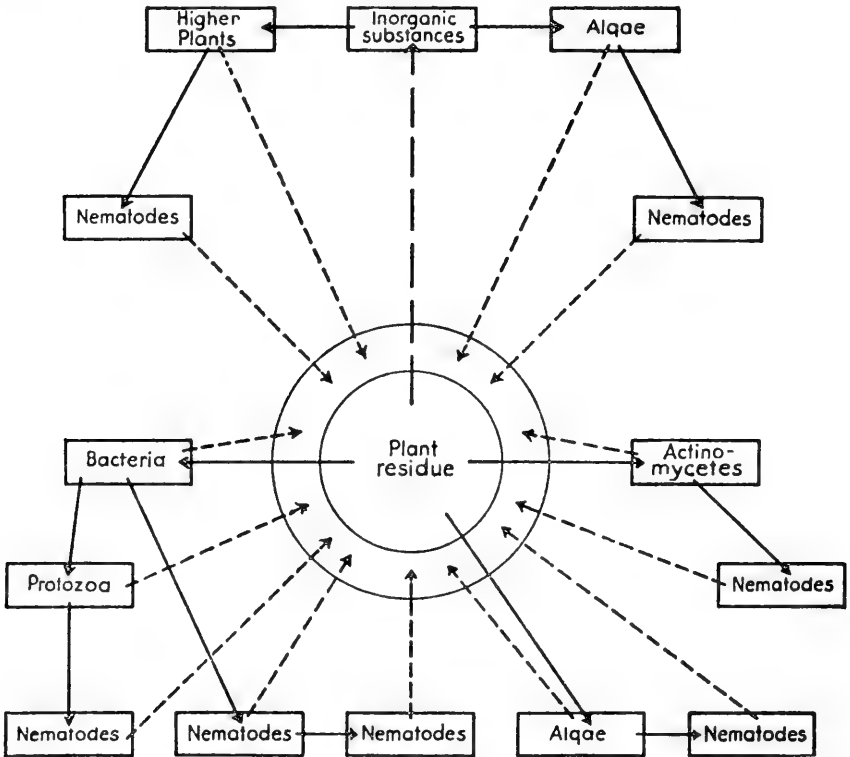 Higher
Plants
Inorganic
substances
Algae
Nematodes
Nematodes
Plant
residue
Bacteria
Actino-
mycetes
Protozoa
Nematodes
Nematodes
Nematodes
Nematodes
Algae
Nematodes